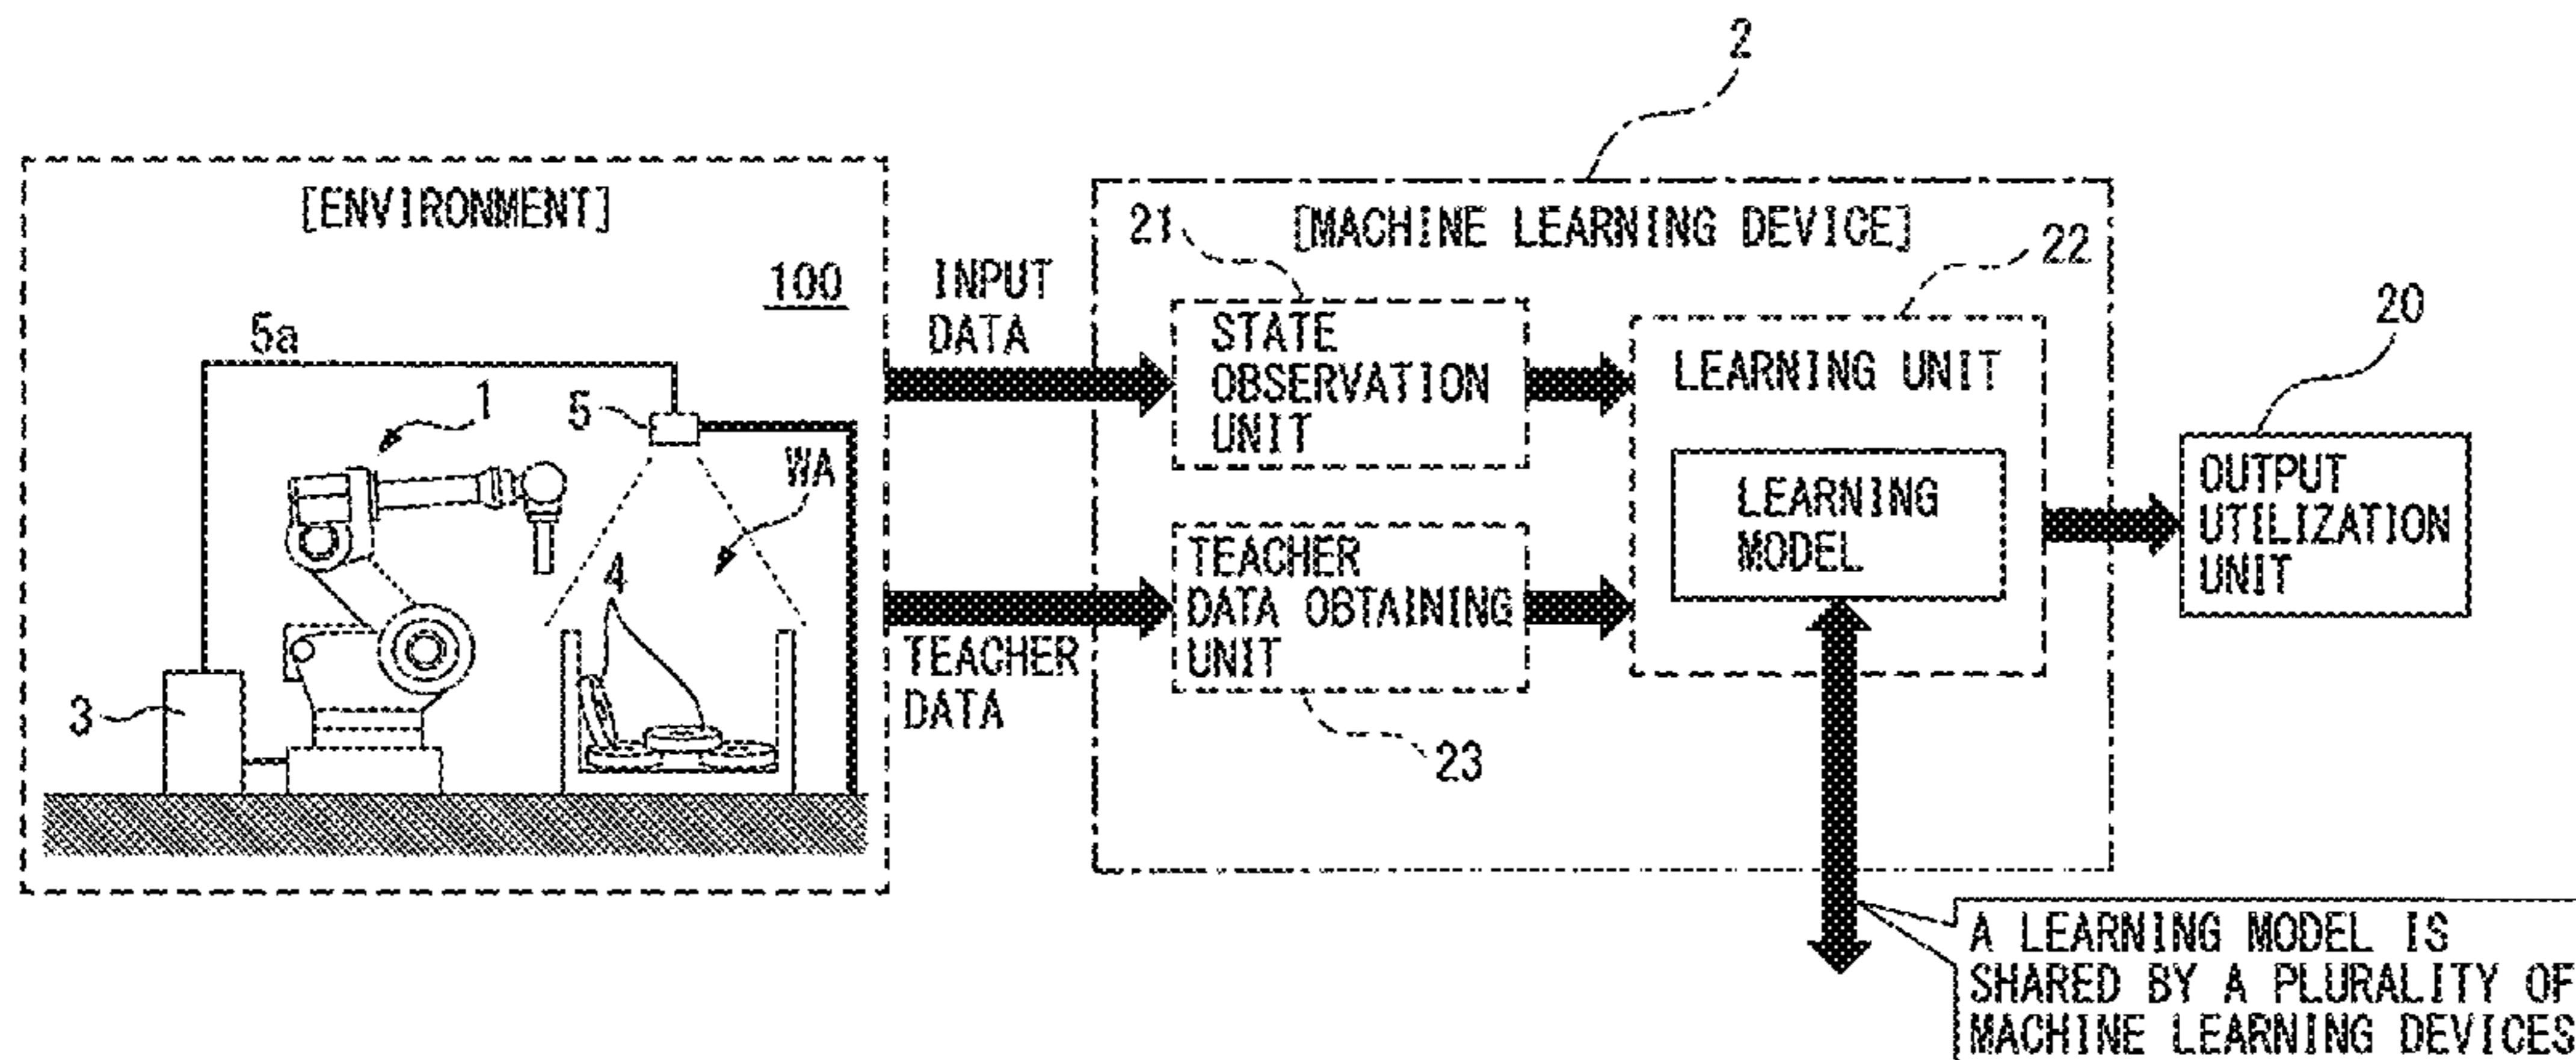 2
[ENVIRONMENT]
100
5a
1
5
WA
4
3
INPUT
DATA
TEACHER
DATA
[MACHINE LEARNING DEVICE]
21
STATE
OBSERVATION
UNIT
TEACHER
DATA OBTAINING
UNIT
23
22
LEARNING UNIT
LEARNING
MODEL
20
OUTPUT
UTILIZATION
UNIT
A LEARNING MODEL IS
SHARED BY A PLURALITY OF
MACHINE LEARNING DEVICES